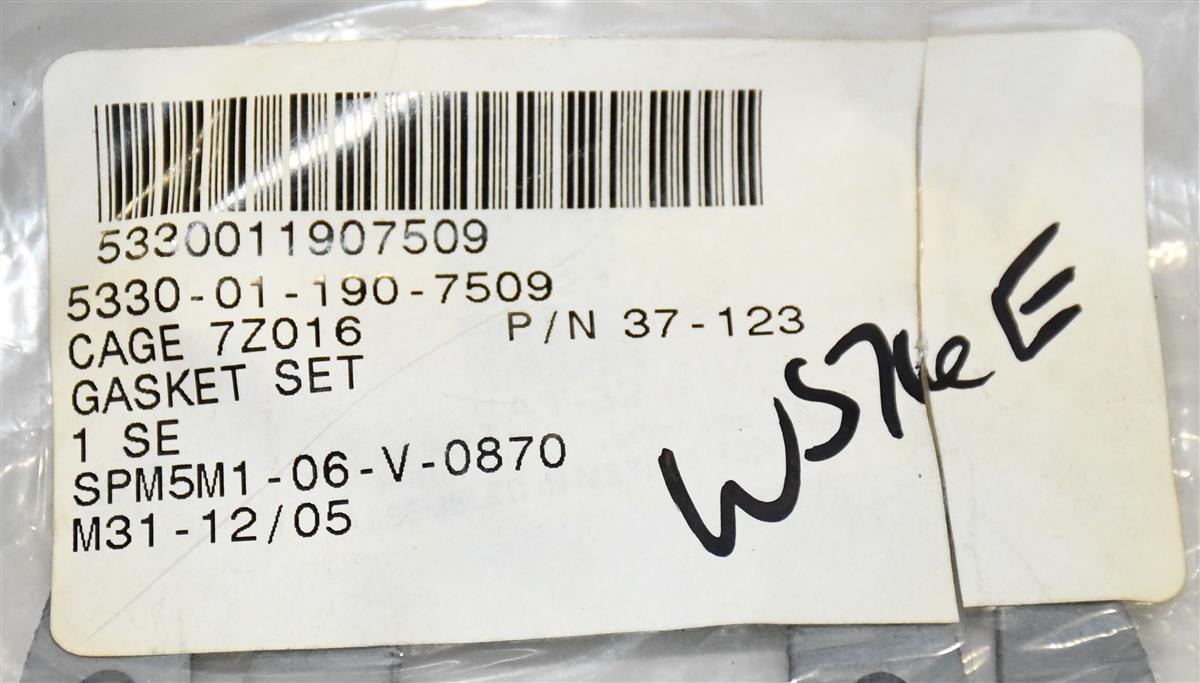 5330011907509
5330-01-190-7509
CAGE 7Z016 P/N 37-123
GASKET SET
1 SE
SPM5M1-06-V-0870
M31-12/05